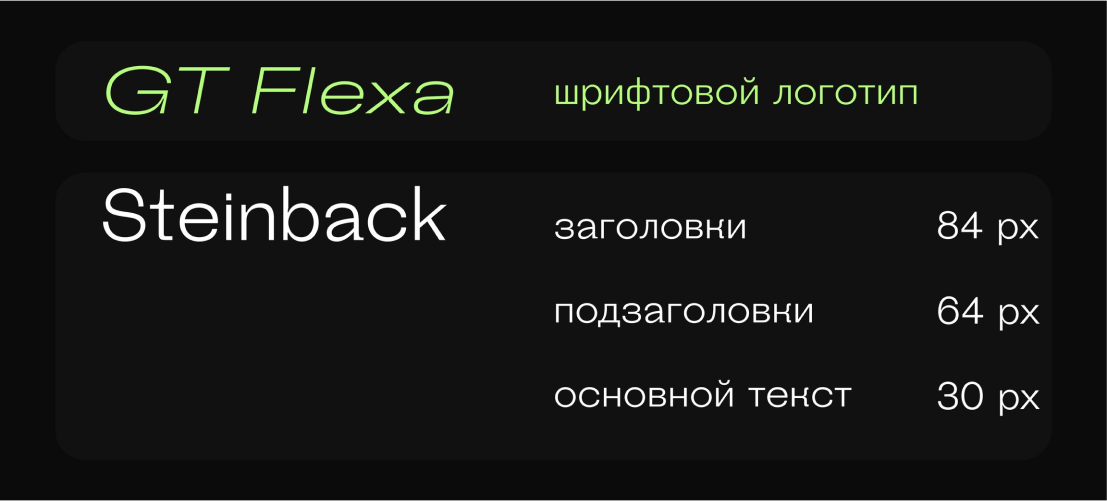 GT Flexa шрифтовой логотип
Steinback заголовки 84 px
подзаголовки 64 px
основной текст 30 px